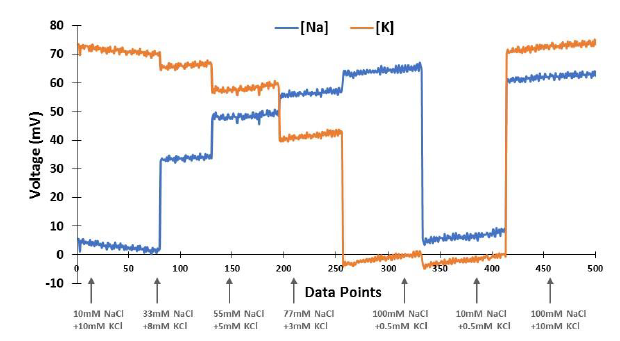 [Na] [K]
80
70
60
50
40
30
20
10
0
-10
Voltage (mV)
0 50 100 150 200 250 300 350 400 450 500
Data Points
10mM NaCl 33mM NaCl 55mM NaCl 77mM NaCl 100mM NaCl 10mM NaCl 100mM NaCl
+10mM KCl +8mM KCl +5mM KCl +3mM KCl +0.5mM KCl +0.5mM KCl +10mM KCl